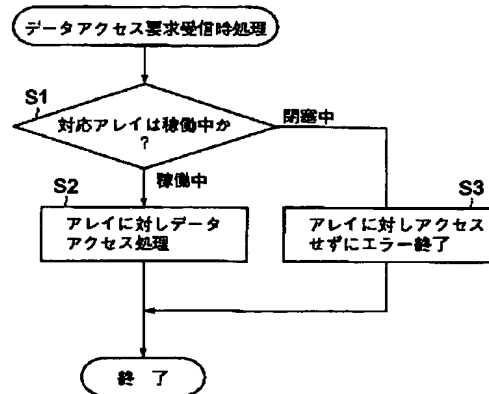 データアクセス要求受信時処理
S1
対応アレイは稼働中か
?
閉塞中
稼働中
S2
アレイに対しデータ
アクセス処理
S3
アレイに対しアクセス
せずにエラー終了
終 了